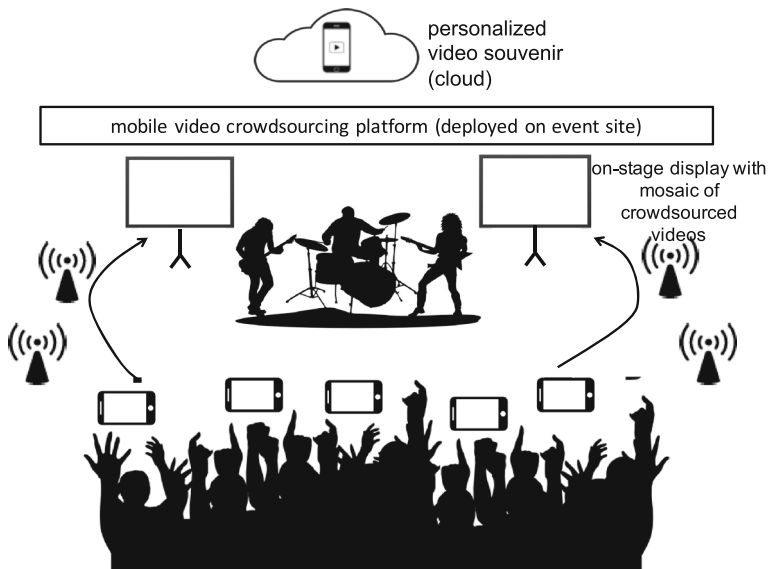 personalized
video souvenir
(cloud)
mobile video crowdsourcing platform (deployed on event site)
on-stage display with
mosaic of
crowdsourced
videos